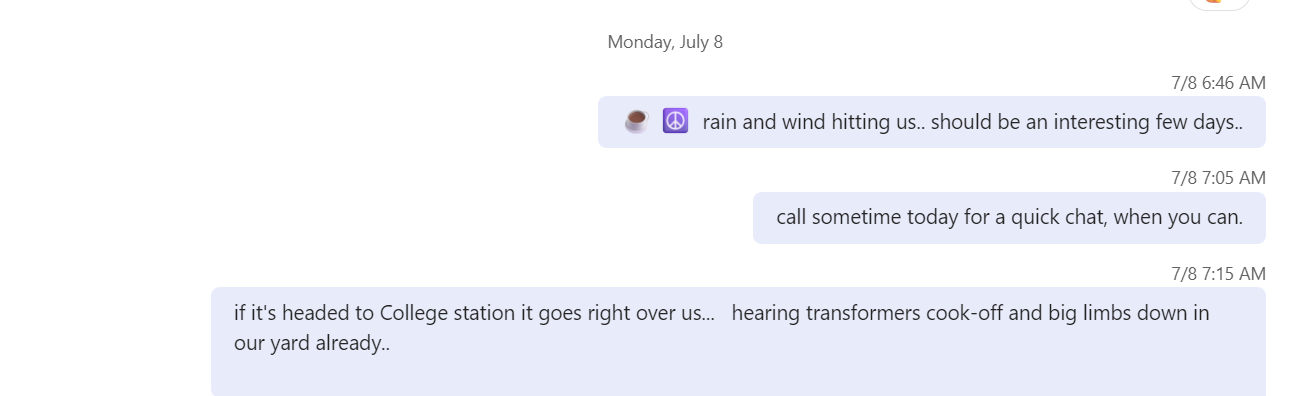 Monday, July 8
7/8 6:46 AM
☕ ☮️ rain and wind hitting us.. should be an interesting few days..
7/8 7:05 AM
call sometime today for a quick chat, when you can.
7/8 7:15 AM
if it's headed to College station it goes right over us...   hearing transformers cook-off and big limbs down in
our yard already..